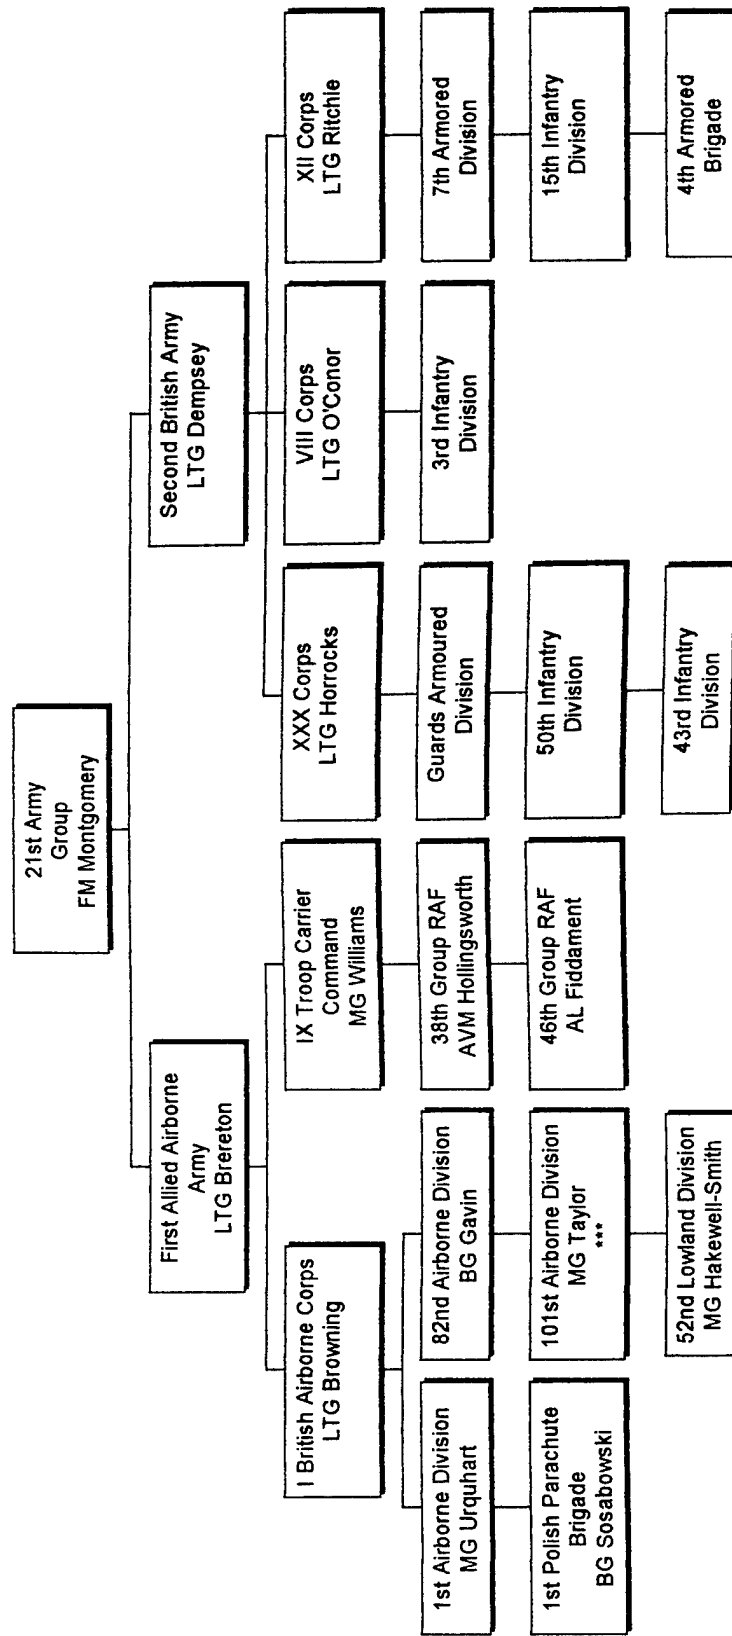 21st Army
Group
FM Montgomery
First Allied Airborne
Army
LTG Brereton
Second British Army
LTG Dempsey
I British Airborne Corps
LTG Browning
IX Troop Carrier
Command
MG Williams
XXX Corps
LTG Horrocks
VIII Corps
LTG O'Conor
XII Corps
LTG Ritchie
1st Airborne Division
MG Urquhart
82nd Airborne Division
BG Gavin
38th Group RAF
AVM Hollingsworth
Guards Armoured
Division
3rd Infantry
Division
7th Armored
Division
1st Polish Parachute
Brigade
BG Sosabowski
101st Airborne Division
MG Taylor
***
46th Group RAF
AL Fiddament
50th Infantry
Division
15th Infantry
Division
52nd Lowland Division
MG Hakewell-Smith
43rd Infantry
Division
4th Armored
Brigade